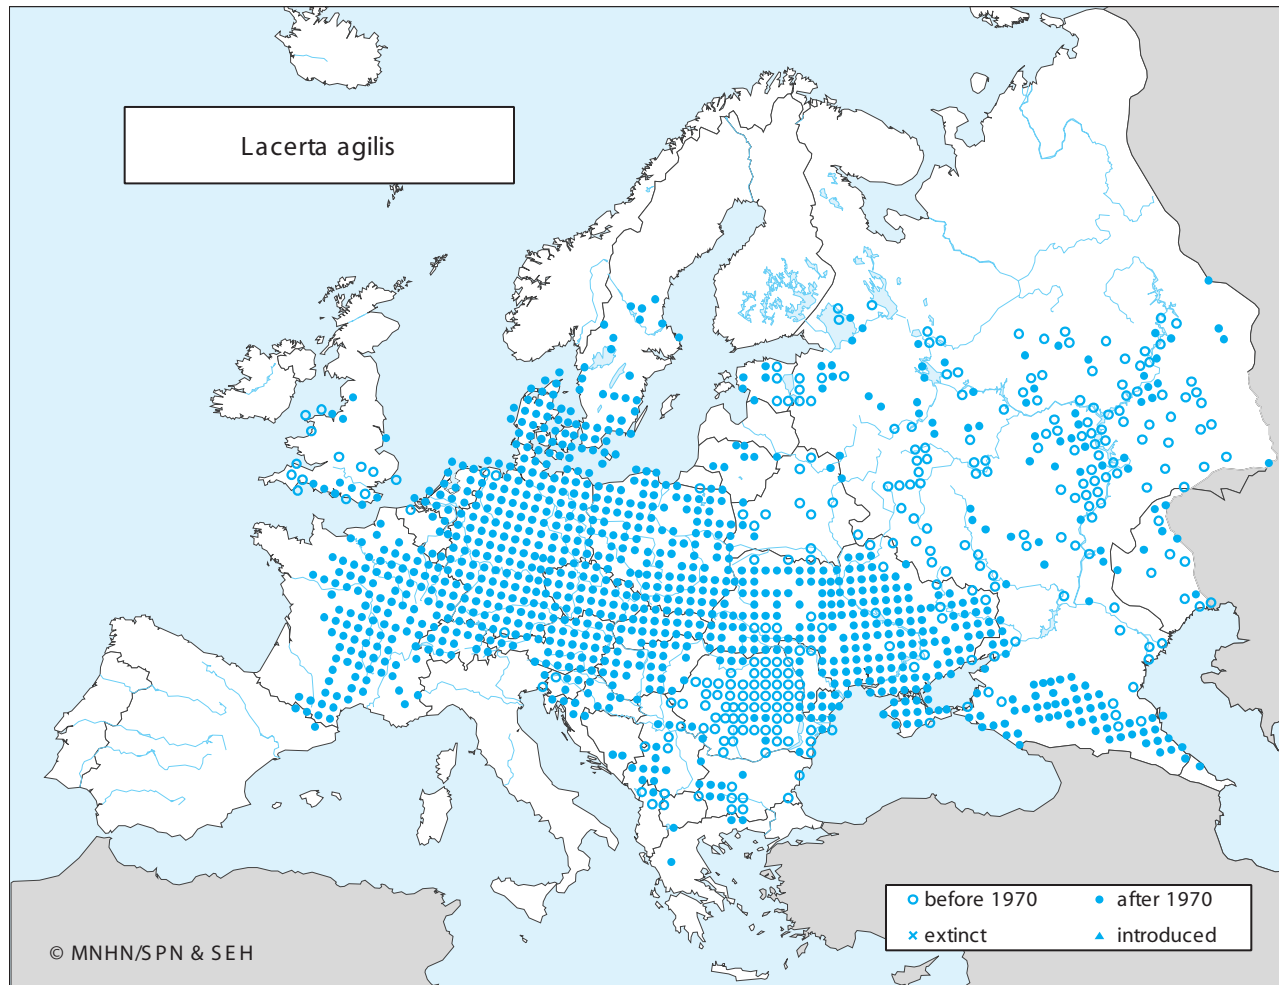 Lacerta agilis
before 1970
after 1970
extinct
introduced
© MNHN/SPN & SEH